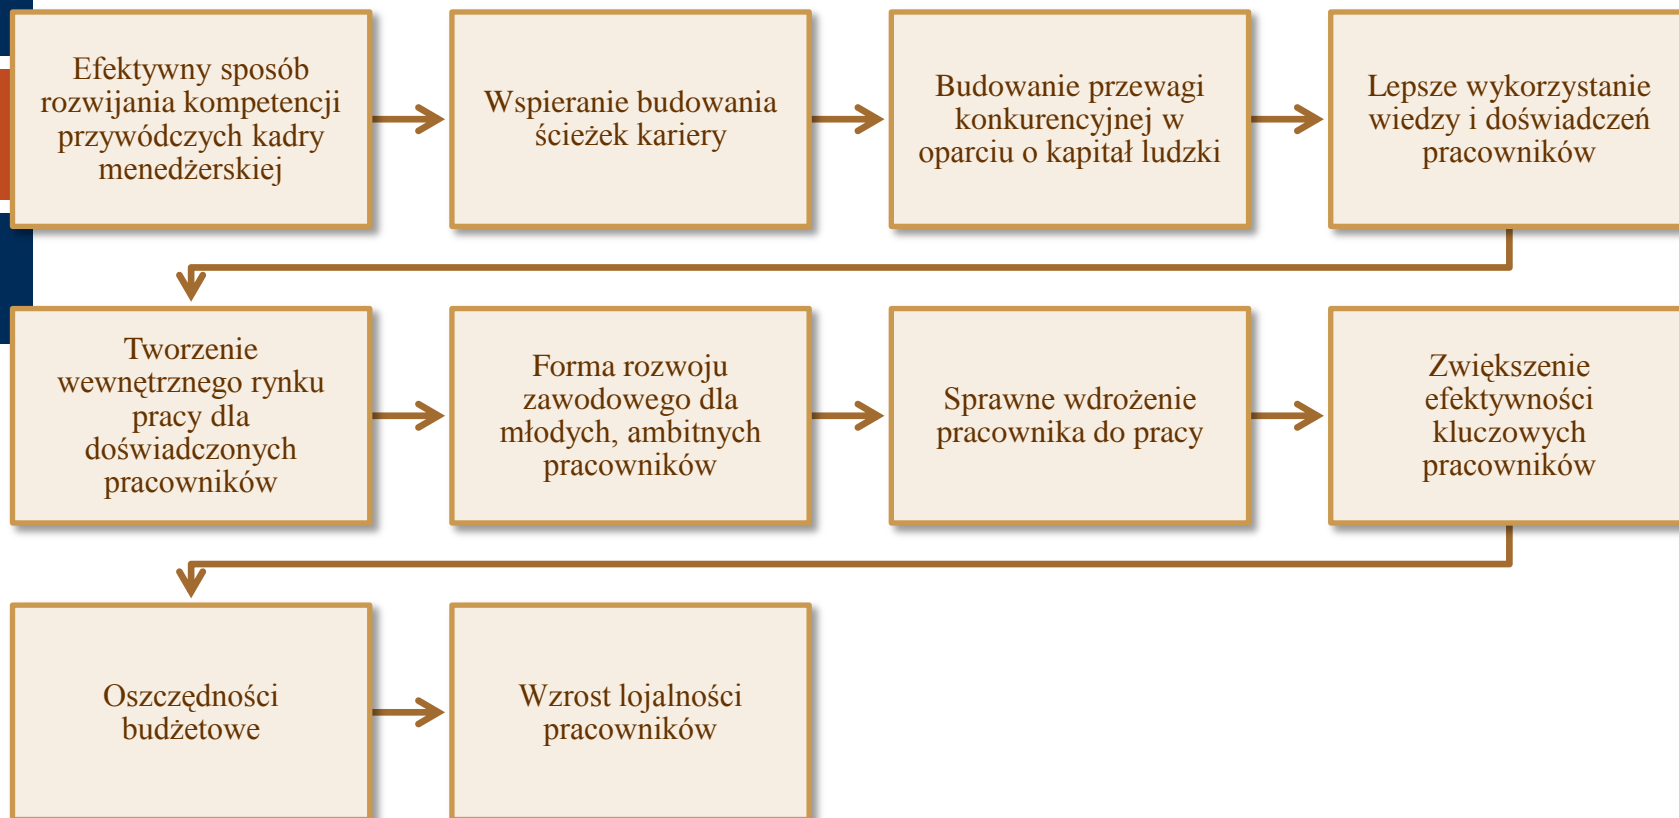 Efektywny sposób
rozwijania kompetencji
przywódczych kadry
menedżerskiej
Wspieranie budowania
ścieżek kariery
Budowanie przewagi
konkurencyjnej w
oparciu o kapitał ludzki
Lepsze wykorzystanie
wiedzy i doświadczeń
pracowników
Tworzenie
wewnętrznego rynku
pracy dla
doświadczonych
pracowników
Forma rozwoju
zawodowego dla
młodych, ambitnych
pracowników
Sprawne wdrożenie
pracownika do pracy
Zwiększenie
efektywności
kluczowych
pracowników
Oszczędności
budżetowe
Wzrost lojalności
pracowników